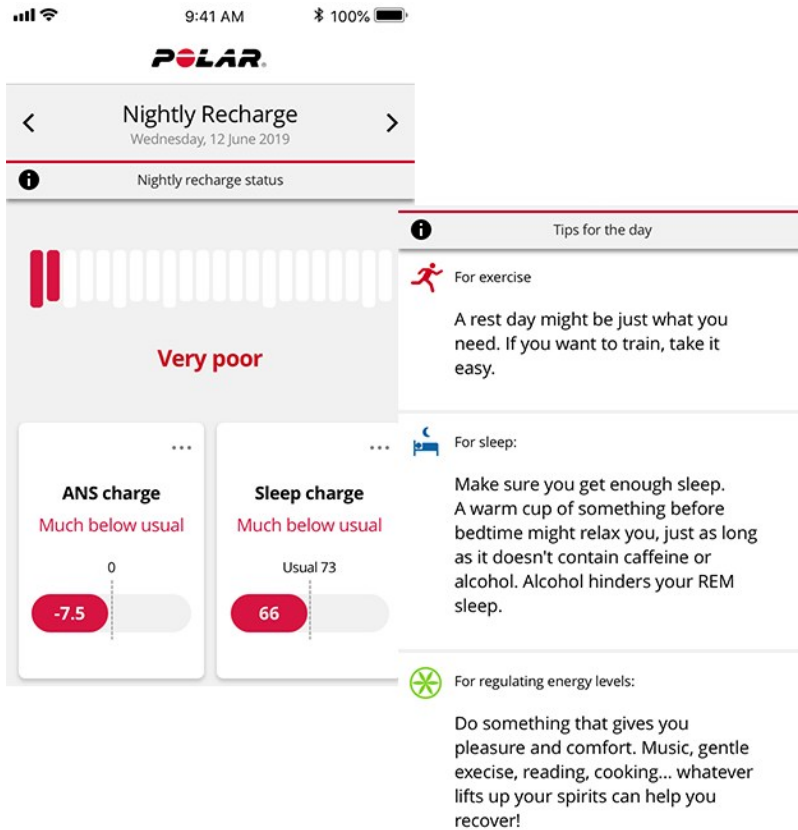 9:41 AM
100%
POLAR.
Nightly Recharge
Wednesday, 12 June 2019
Nightly recharge status
Very poor
ANS charge
Much below usual
0
-7.5
Sleep charge
Much below usual
Usual 73
66
Tips for the day
For exercise
A rest day might be just what you
need. If you want to train, take it
easy.
For sleep:
Make sure you get enough sleep.
A warm cup of something before
bedtime might relax you, just as long
as it doesn't contain caffeine or
alcohol. Alcohol hinders your REM
sleep.
For regulating energy levels:
Do something that gives you
pleasure and comfort. Music, gentle
execise, reading, cooking... whatever
lifts up your spirits can help you
recover!